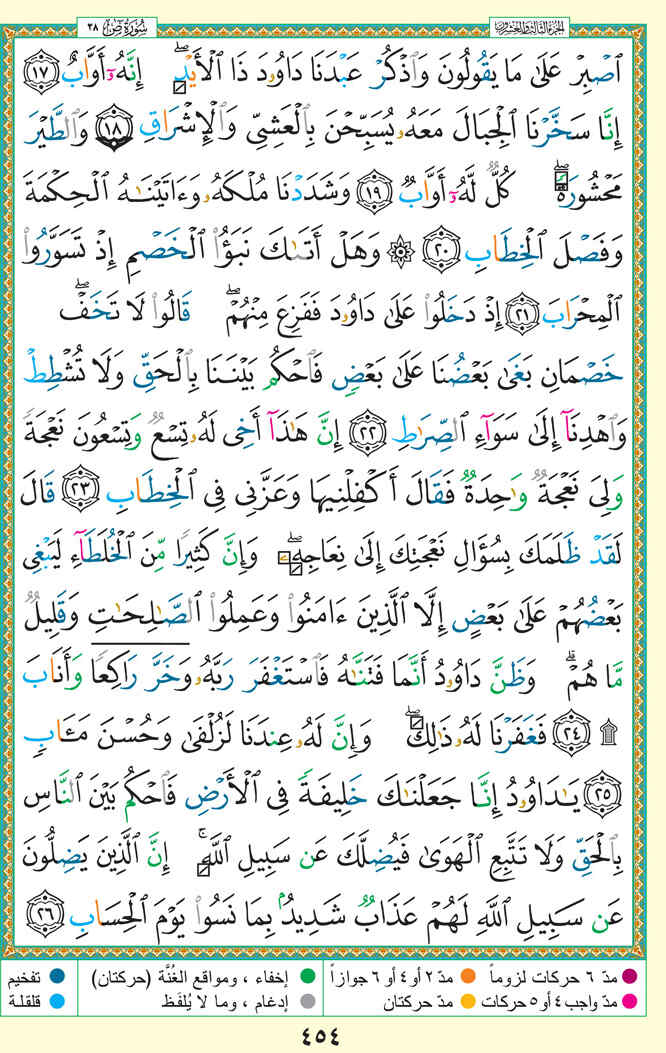 الجزء الثالث والعشرون
سُورَةُ صٓ ٣٨
ٱصۡبِرۡ عَلَىٰ مَا يَقُولُونَ وَٱذۡكُرۡ عَبۡدَنَا دَاوُۥدَ ذَا ٱلۡأَيۡدِۖ إِنَّهُۥٓ أَوَّابٌ ١٧
إِنَّا سَخَّرۡنَا ٱلۡجِبَالَ مَعَهُۥ يُسَبِّحۡنَ بِٱلۡعَشِيِّ وَٱلۡإِشۡرَاقِ ١٨ وَٱلطَّيۡرَ
مَحۡشُورَةٗۖ كُلّٞ لَّهُۥٓ أَوَّابٞ ١٩ وَشَدَدۡنَا مُلۡكَهُۥ وَءَاتَيۡنَٰهُ ٱلۡحِكۡمَةَ
وَفَصۡلَ ٱلۡخِطَابِ ٢٠ ۞ وَهَلۡ أَتَىٰكَ نَبَؤُاْ ٱلۡخَصۡمِ إِذۡ تَسَوَّرُواْ
ٱلۡمِحۡرَابَ ٢١ إِذۡ دَخَلُواْ عَلَىٰ دَاوُۥدَ فَفَزِعَ مِنۡهُمۡۖ قَالُواْ لَا تَخَفۡۖ
خَصۡمَانِ بَغَىٰ بَعۡضُنَا عَلَىٰ بَعۡضٖ فَٱحۡكُم بَيۡنَنَا بِٱلۡحَقِّ وَلَا تُشۡطِطۡ
وَٱهۡدِنَآ إِلَىٰ سَوَآءِ ٱلصِّرَٰطِ ٢٢ إِنَّ هَٰذَآ أَخِي لَهُۥ تِسۡعٞ وَتِسۡعُونَ نَعۡجَةٗ
وَلِيَ نَعۡجَةٞ وَٰحِدَةٞ فَقَالَ أَكۡفِلۡنِيهَا وَعَزَّنِي فِي ٱلۡخِطَابِ ٢٣ قَالَ
لَقَدۡ ظَلَمَكَ بِسُؤَالِ نَعۡجَتِكَ إِلَىٰ نِعَاجِهِۦۖ وَإِنَّ كَثِيرٗا مِّنَ ٱلۡخُلَطَآءِ لَيَبۡغِي
بَعۡضُهُمۡ عَلَىٰ بَعۡضٍ إِلَّا ٱلَّذِينَ ءَامَنُواْ وَعَمِلُواْ ٱلصَّٰلِحَٰتِ وَقَلِيلٞ
مَّا هُمۡۗ وَظَنَّ دَاوُۥدُ أَنَّمَا فَتَنَّٰهُ فَٱسۡتَغۡفَرَ رَبَّهُۥ وَخَرَّۤ رَاكِعٗاۤ وَأَنَابَ
۩ ٢٤ فَغَفَرۡنَا لَهُۥ ذَٰلِكَۖ وَإِنَّ لَهُۥ عِندَنَا لَزُلۡفَىٰ وَحُسۡنَ مَـَٔابٖ
٢٥ يَٰدَاوُۥدُ إِنَّا جَعَلۡنَٰكَ خَلِيفَةٗ فِي ٱلۡأَرۡضِ فَٱحۡكُم بَيۡنَ ٱلنَّاسِ
بِٱلۡحَقِّ وَلَا تَتَّبِعِ ٱلۡهَوَىٰ فَيُضِلَّكَ عَن سَبِيلِ ٱللَّهِۚ إِنَّ ٱلَّذِينَ يَضِلُّونَ
عَن سَبِيلِ ٱللَّهِ لَهُمۡ عَذَابٞ شَدِيدُۢ بِمَا نَسُواْ يَوۡمَ ٱلۡحِسَابِ ٢٦
مدّ ٦ حركات لزوماً ● مدّ ٢ أو ٤ أو ٦ جوازاً ● إخفاء ، ومواقع الغُنَّة (حركتان) ● تفخيم
مدّ واجب ٤ أو ٥ حركات ● مدّ حركتان ● إدغام ، وما لا يُلفَظ ● قلقلة
٤٥٤